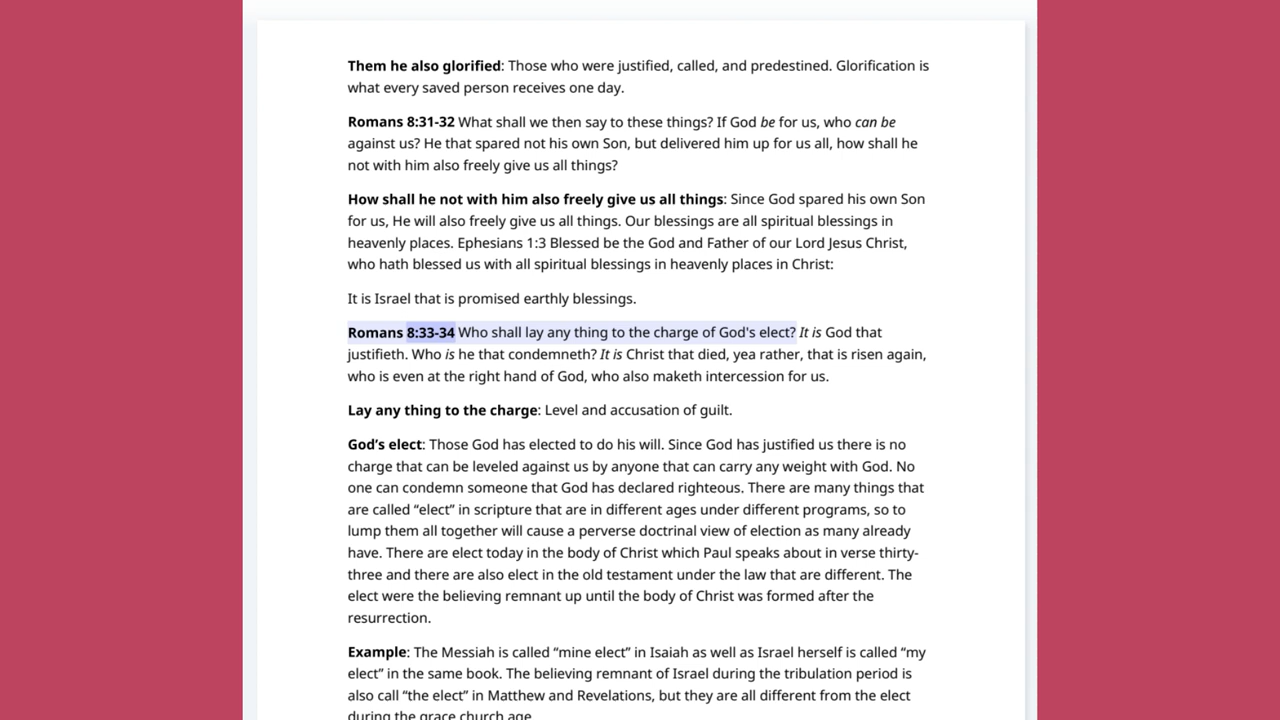 Them he also glorified: Those who were justified, called, and predestined. Glorification is
what every saved person receives one day.
Romans 8:31-32 What shall we then say to these things? If God be for us, who can be
against us? He that spared not his own Son, but delivered him up for us all, how shall he
not with him also freely give us all things?
How shall he not with him also freely give us all things: Since God spared his own Son
for us, He will also freely give us all things. Our blessings are all spiritual blessings in
heavenly places. Ephesians 1:3 Blessed be the God and Father of our Lord Jesus Christ,
who hath blessed us with all spiritual blessings in heavenly places in Christ:
It is Israel that is promised earthly blessings.
Romans 8:33-34 Who shall lay any thing to the charge of God's elect? It is God that
justifieth. Who is he that condemneth? It is Christ that died, yea rather, that is risen again,
who is even at the right hand of God, who also maketh intercession for us.
Lay any thing to the charge: Level and accusation of guilt.
God’s elect: Those God has elected to do his will. Since God has justified us there is no
charge that can be leveled against us by anyone that can carry any weight with God. No
one can condemn someone that God has declared righteous. There are many things that
are called “elect” in scripture that are in different ages under different programs, so to
lump them all together will cause a perverse doctrinal view of election as many already
have. There are elect today in the body of Christ which Paul speaks about in verse thirty-
three and there are also elect in the old testament under the law that are different. The
elect were the believing remnant up until the body of Christ was formed after the
resurrection.
Example: The Messiah is called “mine elect” in Isaiah as well as Israel herself is called “my
elect” in the same book. The believing remnant of Israel during the tribulation period is
also call “the elect” in Matthew and Revelations, but they are all different from the elect
during the grace church age.